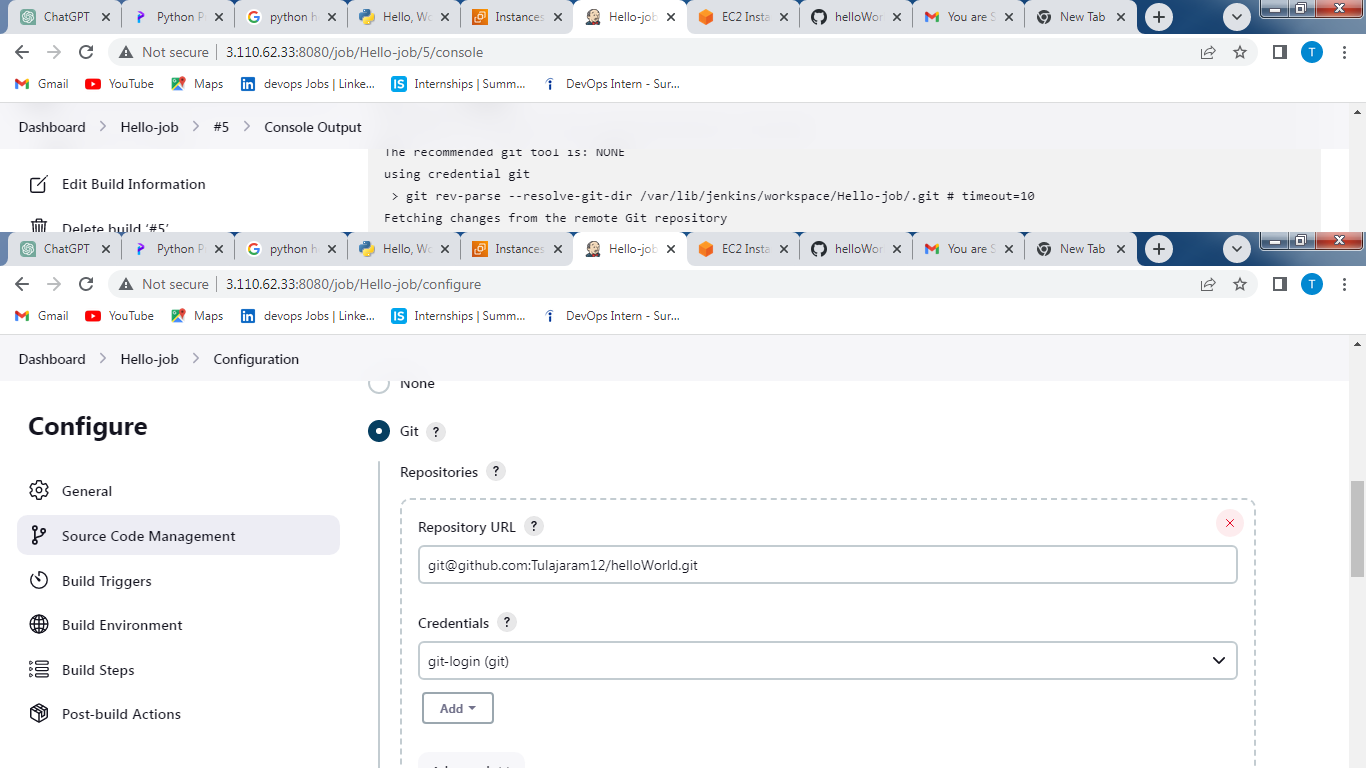 ChatGPT Python P python h Hello, Wo Instances Hello-job EC2 Insta helloWor You are S New Tab
Not secure 3.110.62.33:8080/job/Hello-job/5/console T
Gmail YouTube Maps devops Jobs | Linke... Internships | Summ... DevOps Intern - Sur...
Dashboard Hello-job #5 Console Output
The recommended git tool is: NONE
using credential git
> git rev-parse --resolve-git-dir /var/lib/jenkins/workspace/Hello-job/.git # timeout=10
Fetching changes from the remote Git repository
Edit Build Information
Delete build '#5'
ChatGPT Python P python h Hello, Wo Instances Hello-job EC2 Insta helloWor You are S New Tab
Not secure 3.110.62.33:8080/job/Hello-job/configure T
Gmail YouTube Maps devops Jobs | Linke... Internships | Summ... DevOps Intern - Sur...
Dashboard Hello-job Configuration
Configure
General
Source Code Management
Build Triggers
Build Environment
Build Steps
Post-build Actions
None
Git ?
Repositories ?
Repository URL ?
git@github.com:Tulajaram12/helloWorld.git
Credentials ?
git-login (git)
Add